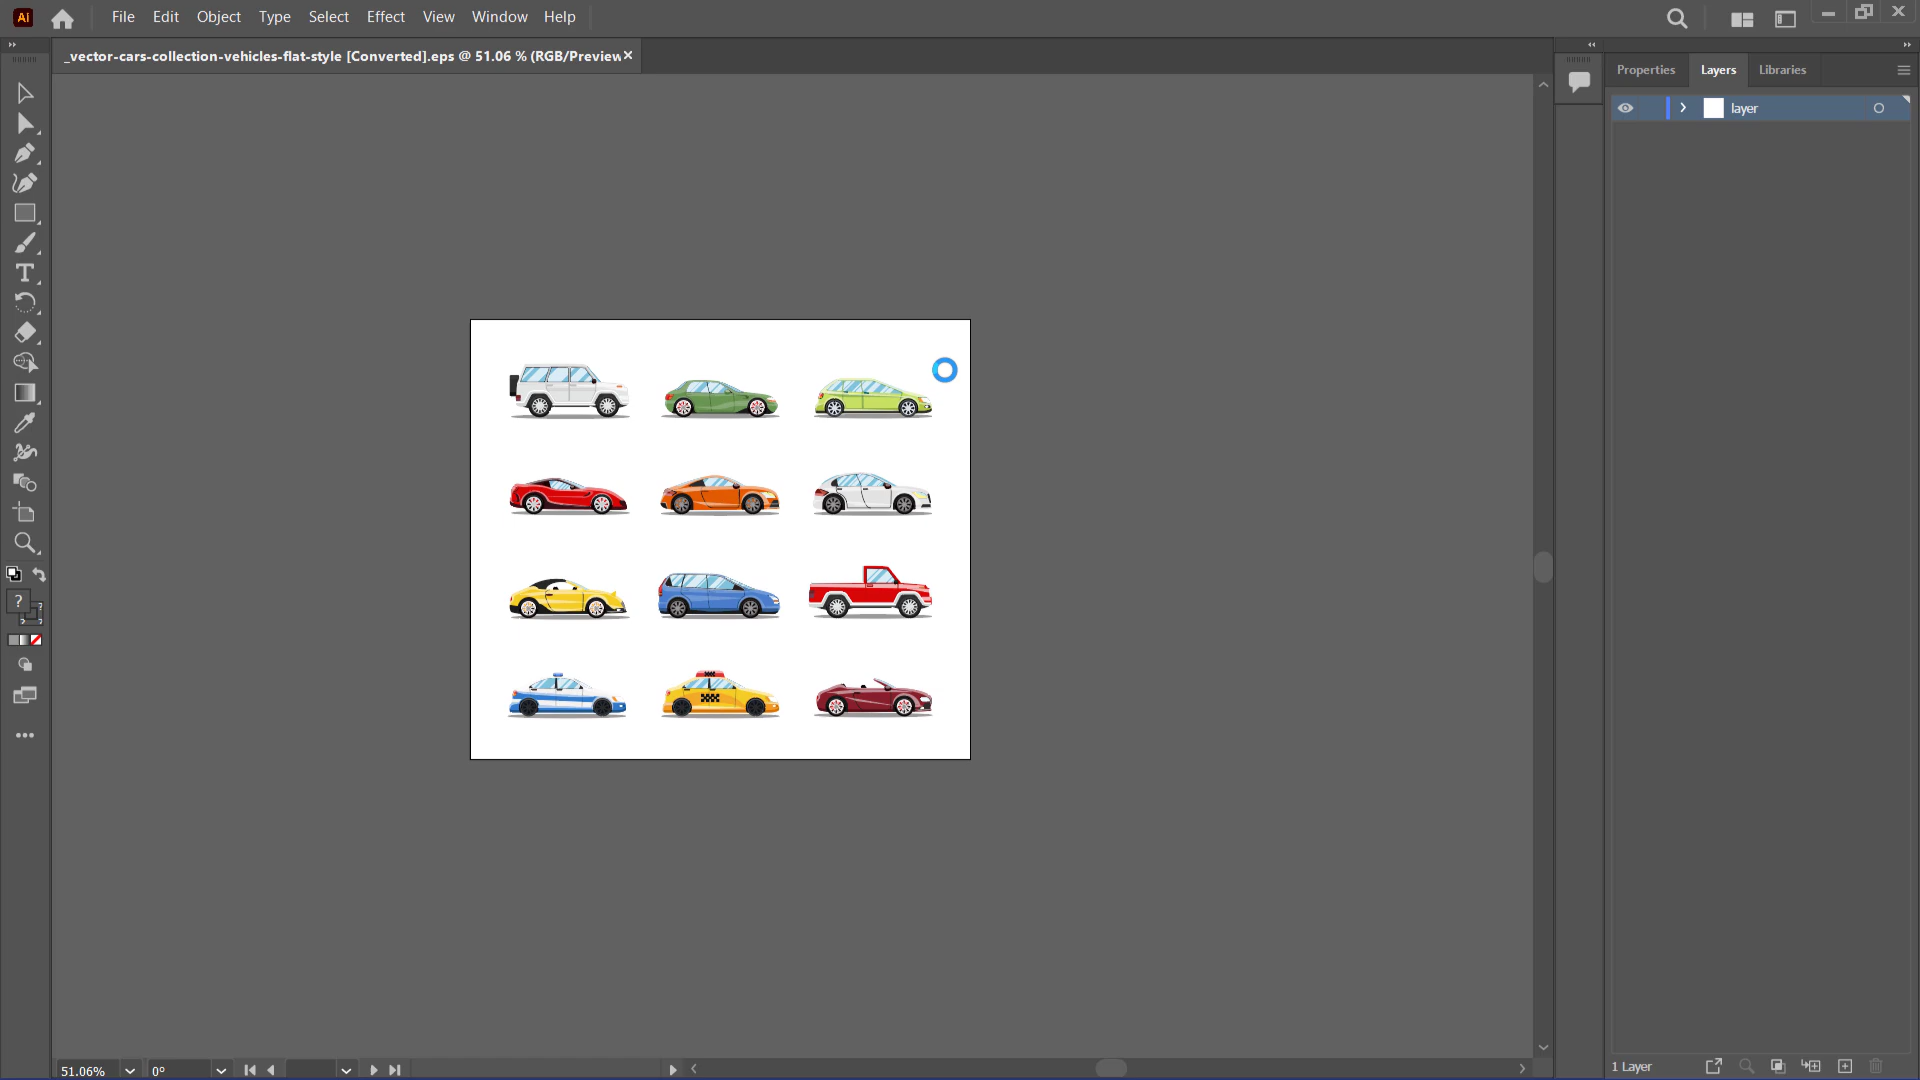 Ai File Edit Object Type Select Effect View Window Help
_vector-cars-collection-vehicles-flat-style [Converted].eps @ 51.06 % (RGB/Preview
Properties Layers Libraries
layer
T
?
? ? ?
51.06% 0°
1 Layer